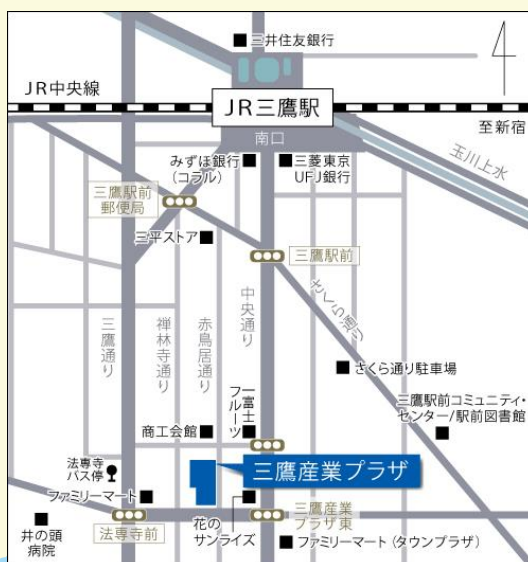 三井住友銀行
JR中央線
JR三鷹駅
至新宿
南口
玉川上水
みずほ銀行
(コラル)
三菱東京
UFJ銀行
三鷹駅前
郵便局
三平ストア
三鷹駅前
さくら通り
中央通り
赤鳥居通り
禅林寺通り
三鷹通り
さくら通り駐車場
三鷹駅前コミュニティ・
センター/駅前図書館
一富士
フルーツ
商工会館
法専寺
バス停
三鷹産業プラザ
ファミリーマート
法専寺前
井の頭
病院
花の
サンライズ
三鷹産業
プラザ東
ファミリーマート(タウンプラザ)